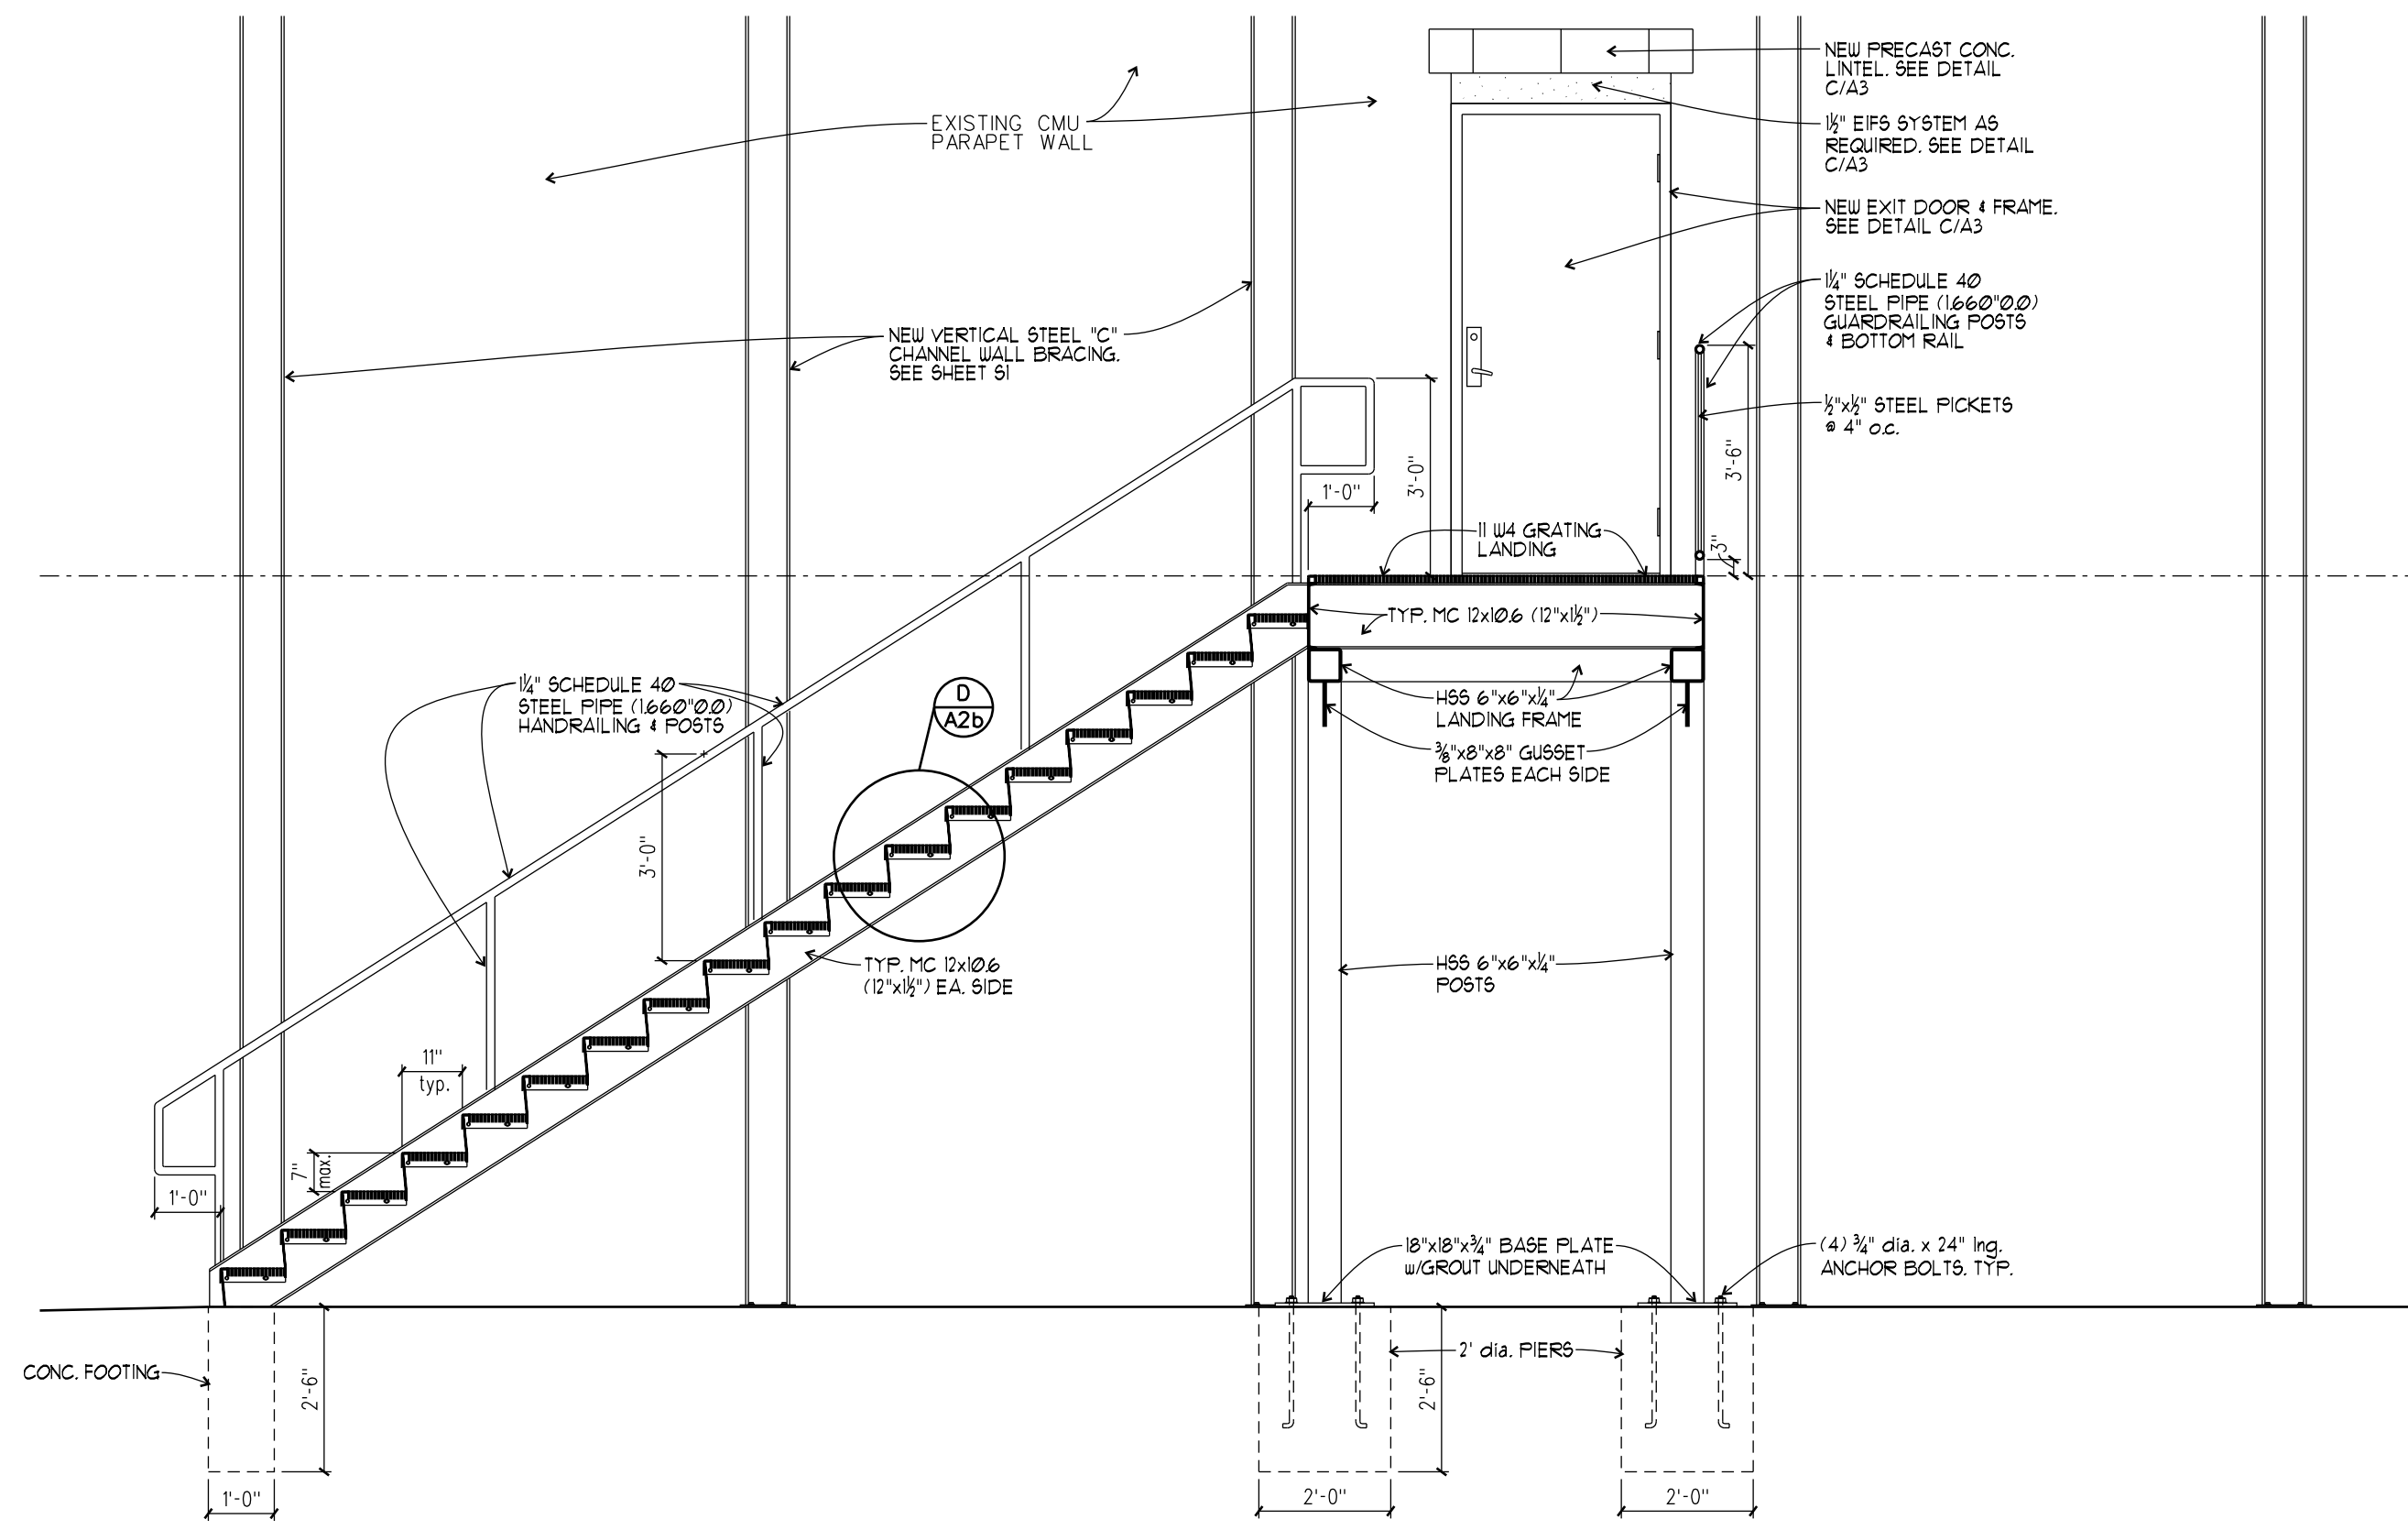 NEW PRECAST CONC.
LINTEL. SEE DETAIL
C/A3
1½" EIFS SYSTEM AS
REQUIRED. SEE DETAIL
C/A3
EXISTING CMU
PARAPET WALL
NEW EXIT DOOR & FRAME.
SEE DETAIL C/A3
1¼" SCHEDULE 40
STEEL PIPE (1.660"O.D)
GUARDRAILING POSTS
& BOTTOM RAIL
NEW VERTICAL STEEL "C"
CHANNEL WALL BRACING.
SEE SHEET S1
½"x½" STEEL PICKETS
@ 4" o.c.
3'-6"
3'-0"
1'-0"
3"
11 W4 GRATING
LANDING
TYP. MC 12x10.6 (12"x1½")
1¼" SCHEDULE 40
STEEL PIPE (1.660"O.D)
HANDRAILING & POSTS
D
A2b
HSS 6"x6"x¼"
LANDING FRAME
⅜"x8"x8" GUSSET
PLATES EACH SIDE
3'-0"
TYP. MC 12x10.6
(12"x1½") EA. SIDE
HSS 6"x6"x¼"
POSTS
11"
typ.
7"
max.
1'-0"
18"x18"x¾" BASE PLATE
w/GROUT UNDERNEATH
(4) ¾" dia. x 24" lng.
ANCHOR BOLTS. TYP.
CONC. FOOTING
2'-6"
2'-6"
2' dia. PIERS
1'-0"
2'-0"
2'-0"